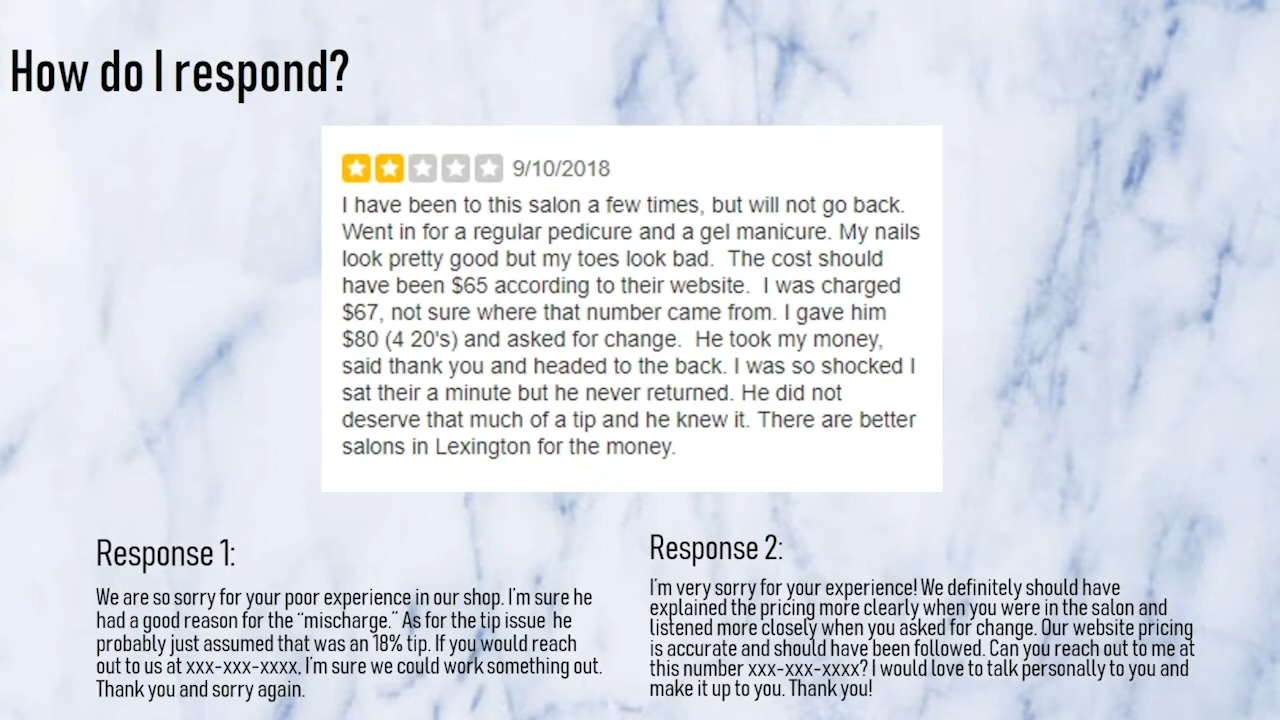 How do I respond?
9/10/2018
I have been to this salon a few times, but will not go back.
Went in for a regular pedicure and a gel manicure. My nails
look pretty good but my toes look bad.  The cost should
have been $65 according to their website.  I was charged
$67, not sure where that number came from. I gave him
$80 (4 20's) and asked for change.  He took my money,
said thank you and headed to the back. I was so shocked I
sat their a minute but he never returned. He did not
deserve that much of a tip and he knew it. There are better
salons in Lexington for the money.
Response 1:
We are so sorry for your poor experience in our shop. I'm sure he
had a good reason for the “mischarge.” As for the tip issue  he
probably just assumed that was an 18% tip. If you would reach
out to us at xxx-xxx-xxxx, I'm sure we could work something out.
Thank you and sorry again.
Response 2:
I'm very sorry for your experience! We definitely should have
explained the pricing more clearly when you were in the salon and
listened more closely when you asked for change. Our website pricing
is accurate and should have been followed. Can you reach out to me at
this number xxx-xxx-xxxx? I would love to talk personally to you and
make it up to you. Thank you!